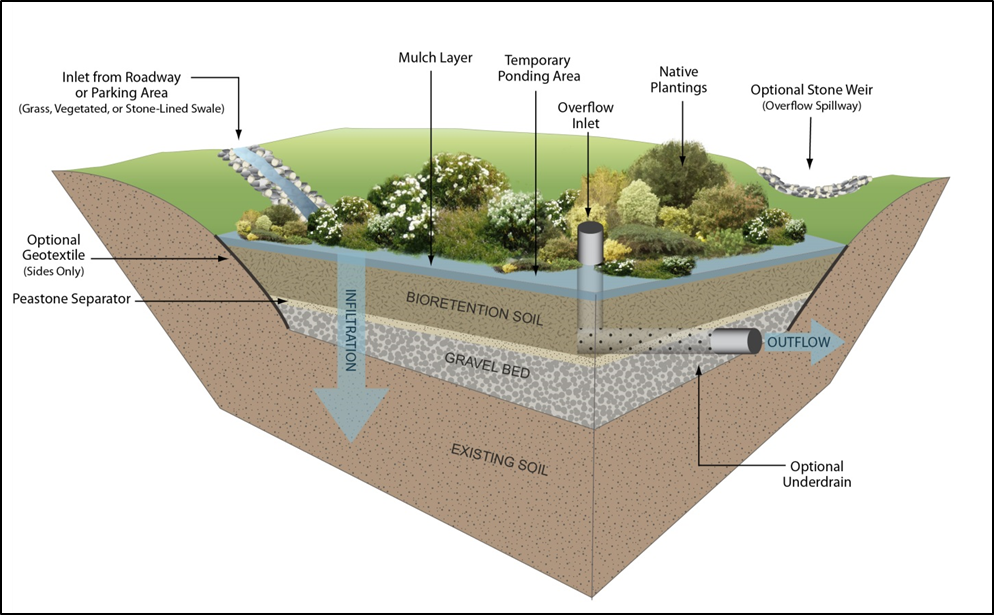 Inlet from Roadway
or Parking Area
(Grass, Vegetated, or Stone-Lined Swale)
Mulch Layer
Temporary
Ponding Area
Overflow
Inlet
Native
Plantings
Optional Stone Weir
(Overflow Spillway)
Optional
Geotextile
(Sides Only)
Peastone Separator
INFILTRATION
BIORETENTION SOIL
GRAVEL BED
EXISTING SOIL
OUTFLOW
Optional
Underdrain